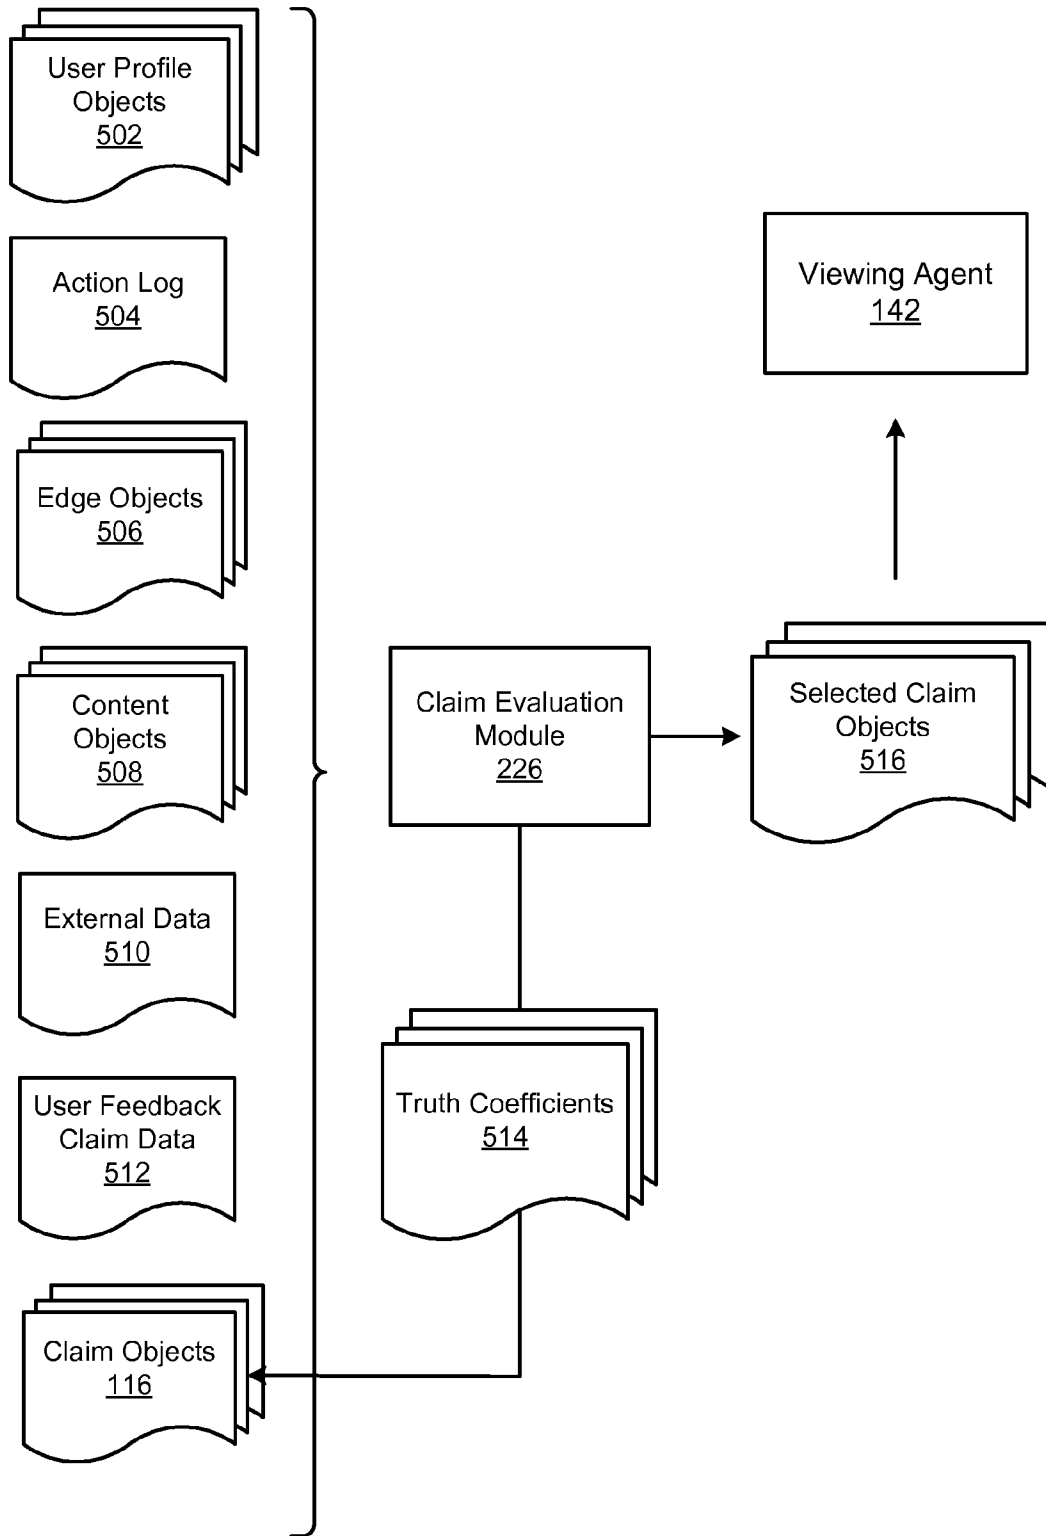 User Profile
Objects
502
Action Log
504
Edge Objects
506
Content
Objects
508
External Data
510
User Feedback
Claim Data
512
Claim Objects
116
Claim Evaluation
Module
226
Truth Coefficients
514
Viewing Agent
142
Selected Claim
Objects
516